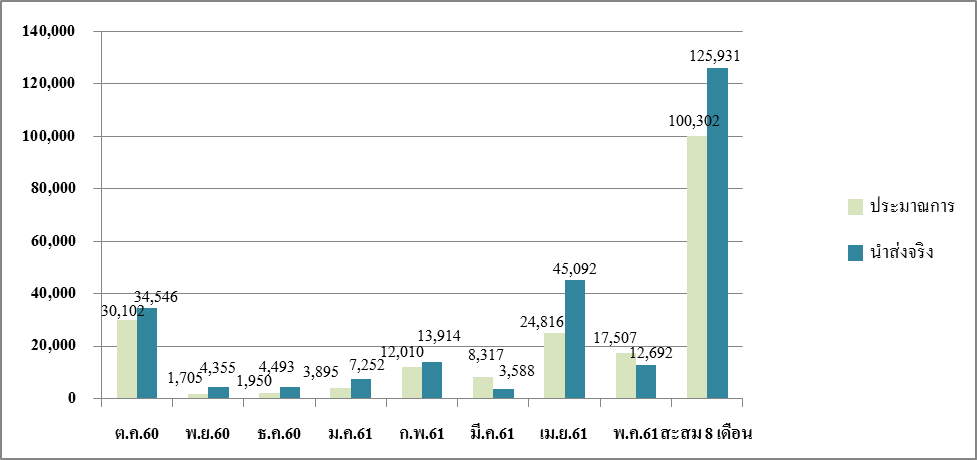 140,000
120,000
100,000
80,000
60,000
40,000
20,000
0
30,102
34,546
1,705
4,355
1,950
4,493
3,895
7,252
12,010
13,914
8,317
3,588
24,816
45,092
17,507
12,692
100,302
125,931
ต.ค.60
พ.ย.60
ธ.ค.60
ม.ค.61
ก.พ.61
มี.ค.61
เม.ย.61
พ.ค.61
สะสม 8 เดือน
ประมาณการ
นำส่งจริง